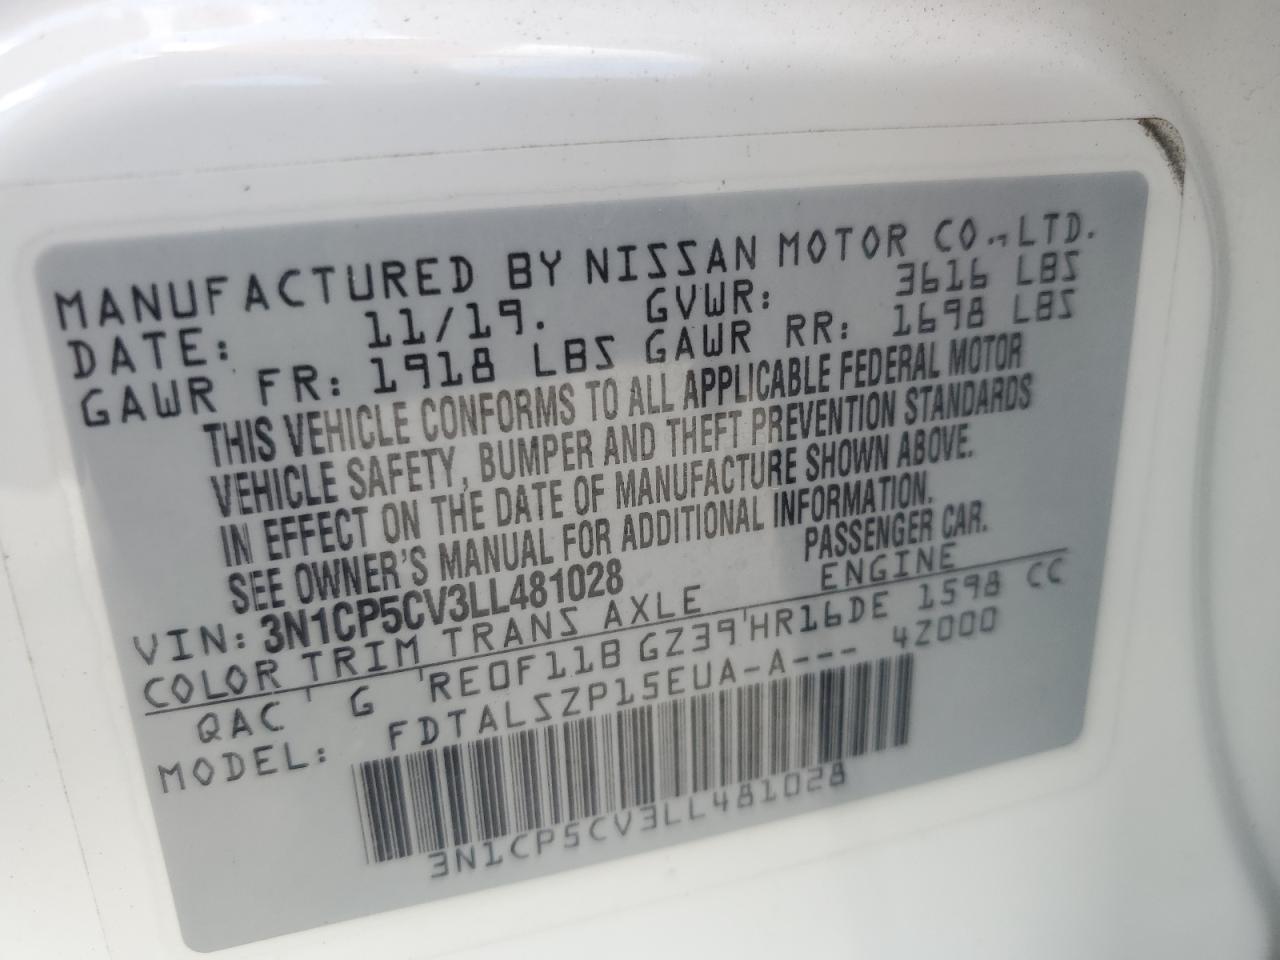 MANUFACTURED BY NISSAN MOTOR CO.,LTD.
DATE: 11/19. GVWR: 3616 LBS
GAWR FR: 1918 LBS GAWR RR: 1698 LBS
THIS VEHICLE CONFORMS TO ALL APPLICABLE FEDERAL MOTOR
VEHICLE SAFETY, BUMPER AND THEFT PREVENTION STANDARDS
IN EFFECT ON THE DATE OF MANUFACTURE SHOWN ABOVE.
SEE OWNER'S MANUAL FOR ADDITIONAL INFORMATION.
VIN: 3N1CP5CV3LL481028 PASSENGER CAR.
COLOR TRIM TRANS AXLE ENGINE
QAC G RE0F11B GZ39 HR16DE 1598 CC
MODEL: FDTALSZP15EUA-A--- 42000
3N1CP5CV3LL481028